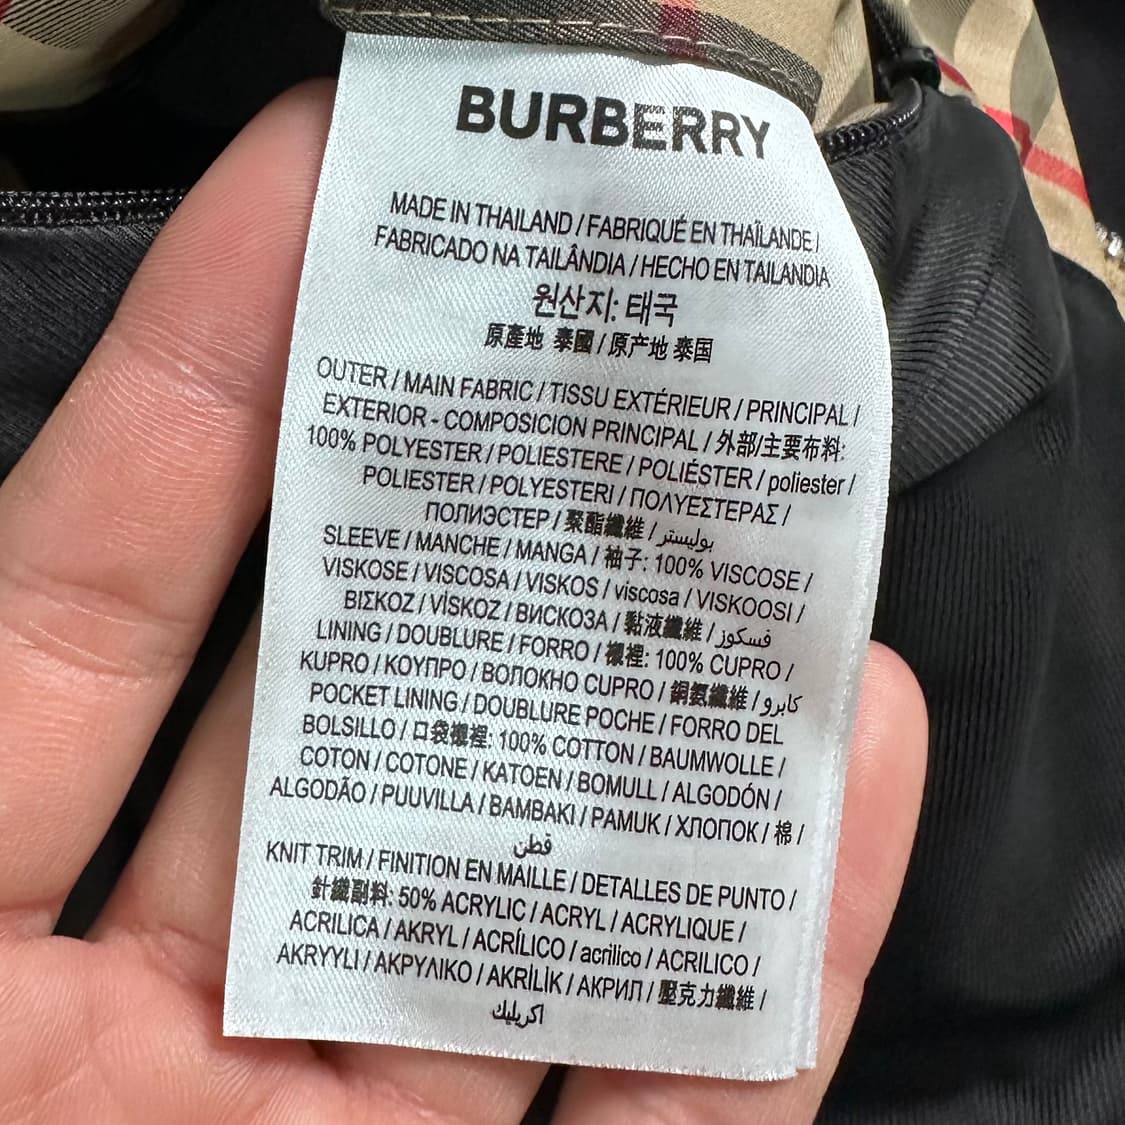 BURBERRY
MADE IN THAILAND / FABRIQUÉ EN THAÏLANDE /
FABRICADO NA TAILÂNDIA / HECHO EN TAILANDIA
원산지: 태국
原產地 泰國 / 原产地 泰国
OUTER / MAIN FABRIC / TISSU EXTÉRIEUR / PRINCIPAL /
EXTERIOR - COMPOSICION PRINCIPAL / 外部/主要布料:
100% POLYESTER / POLIESTERE / POLIÉSTER / poliester /
POLIESTER / POLYESTERI / ΠΟΛΥΕΣΤΕΡΑΣ /
ПОЛИЭСТЕР / 聚酯纖維 / بوليستر
SLEEVE / MANCHE / MANGA / 袖子: 100% VISCOSE /
VISKOSE / VISCOSA / VISKOS / viscosa / VISKOOSI /
ΒΙΣΚΟΖ / VİSKOZ / ВИСКОЗА / 黏液纖維 / فسكوز
LINING / DOUBLURE / FORRO / 襯裡: 100% CUPRO /
KUPRO / ΚΟΥΠΡΟ / ВОЛОКНО CUPRO / 銅氨纖維 / كابرو
POCKET LINING / DOUBLURE POCHE / FORRO DEL
BOLSILLO / 口袋襯裡: 100% COTTON / BAUMWOLLE /
COTON / COTONE / KATOEN / BOMULL / ALGODÓN /
ALGODÃO / PUUVILLA / BAMBAKI / PAMUK / ХЛОПОК / 棉 /
قطن
KNIT TRIM / FINITION EN MAILLE / DETALLES DE PUNTO /
針織副料: 50% ACRYLIC / ACRYL / ACRYLIQUE /
ACRILICA / AKRYL / ACRÍLICO / acrilico / ACRILICO /
AKRYYLI / ΑΚΡΥΛΙΚΟ / AKRİLİK / АКРИЛ / 壓克力纖維 /
اكريليك